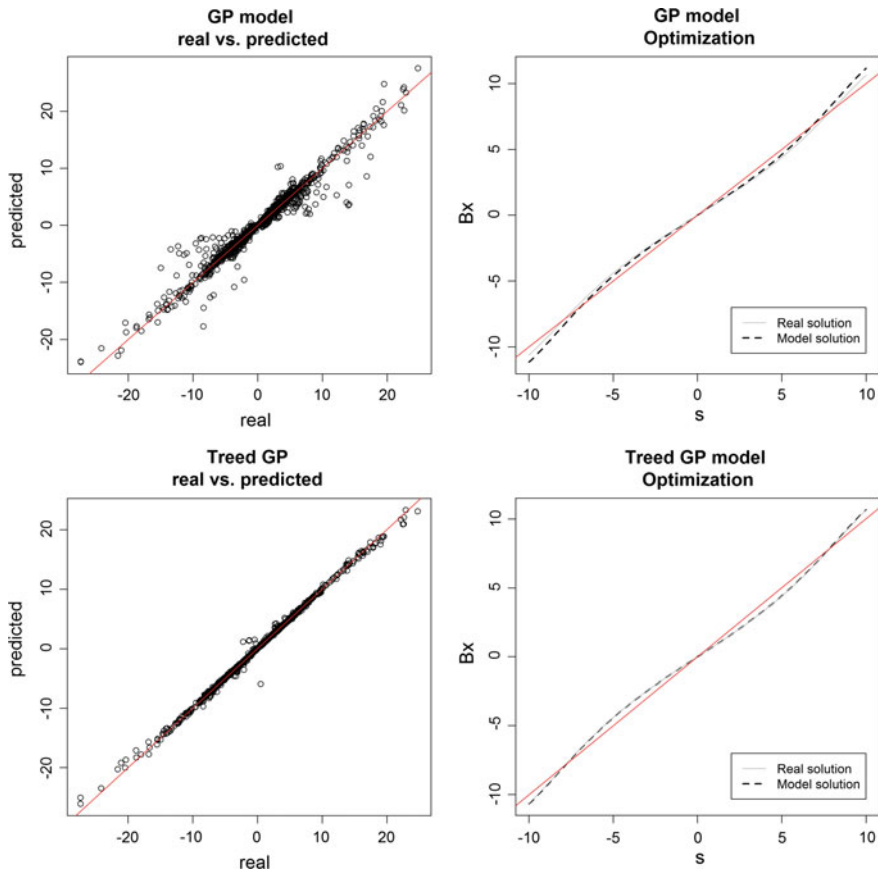 GP model
real vs. predicted
predicted
20
10
0
-10
-20
-20
-10
0
10
20
real
GP model
Optimization
Bx
10
5
0
-5
-10
-10
-5
0
5
10
s
Real solution
Model solution
Treed GP
real vs. predicted
predicted
20
10
0
-10
-20
-20
-10
0
10
20
real
Treed GP model
Optimization
Bx
10
5
0
-5
-10
-10
-5
0
5
10
s
Real solution
Model solution